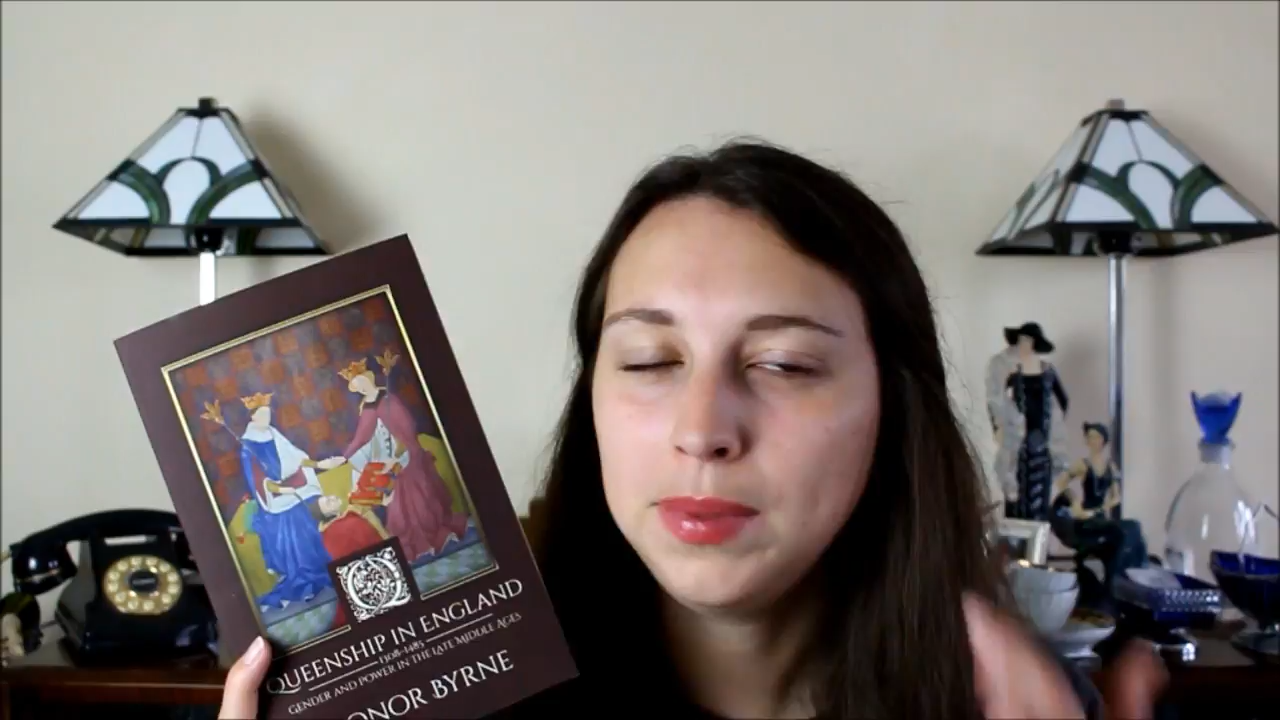 QUEENSHIP IN ENGLAND
1308-1485
GENDER AND POWER IN THE LATE MIDDLE AGES
ONOR BYRNE